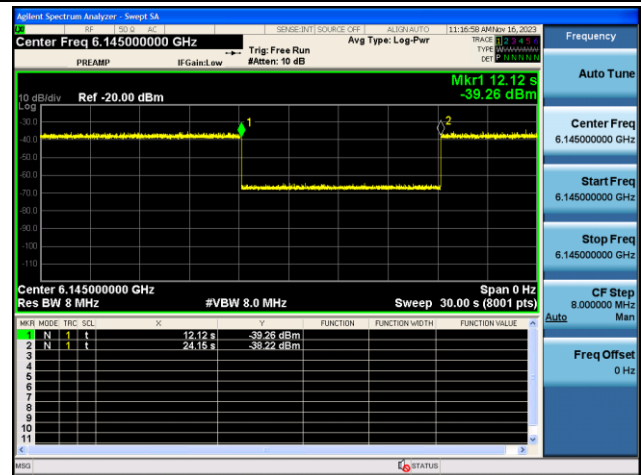 Agilent Spectrum Analyzer - Swept SA
RF 50 Ω AC SENSE:INT SOURCE OFF ALIGNAUTO 11:16:58 AM Nov 16, 2023
Center Freq 6.145000000 GHz
PREAMP IFGain:Low
Trig: Free Run
#Atten: 10 dB
Avg Type: Log-Pwr
TRACE 1 2 3 4 5 6
TYPE
DET P N N N N N
Mkr1 12.12 s
-39.26 dBm
10 dB/div Ref -20.00 dBm
Log
1
2
-30.0
-40.0
-50.0
-60.0
-70.0
-80.0
-90.0
-100
-110
Center 6.145000000 GHz Span 0 Hz
Res BW 8 MHz #VBW 8.0 MHz Sweep 30.00 s (8001 pts)
MKR MODE TRC SCL X Y FUNCTION FUNCTION WIDTH FUNCTION VALUE
1 N 1 t 12.12 s -39.26 dBm
2 N 1 t 24.15 s -38.22 dBm
3
4
5
6
7
8
9
10
11
MSG STATUS
Frequency
Auto Tune
Center Freq
6.145000000 GHz
Start Freq
6.145000000 GHz
Stop Freq
6.145000000 GHz
CF Step
8.000000 MHz
Auto Man
Freq Offset
0 Hz